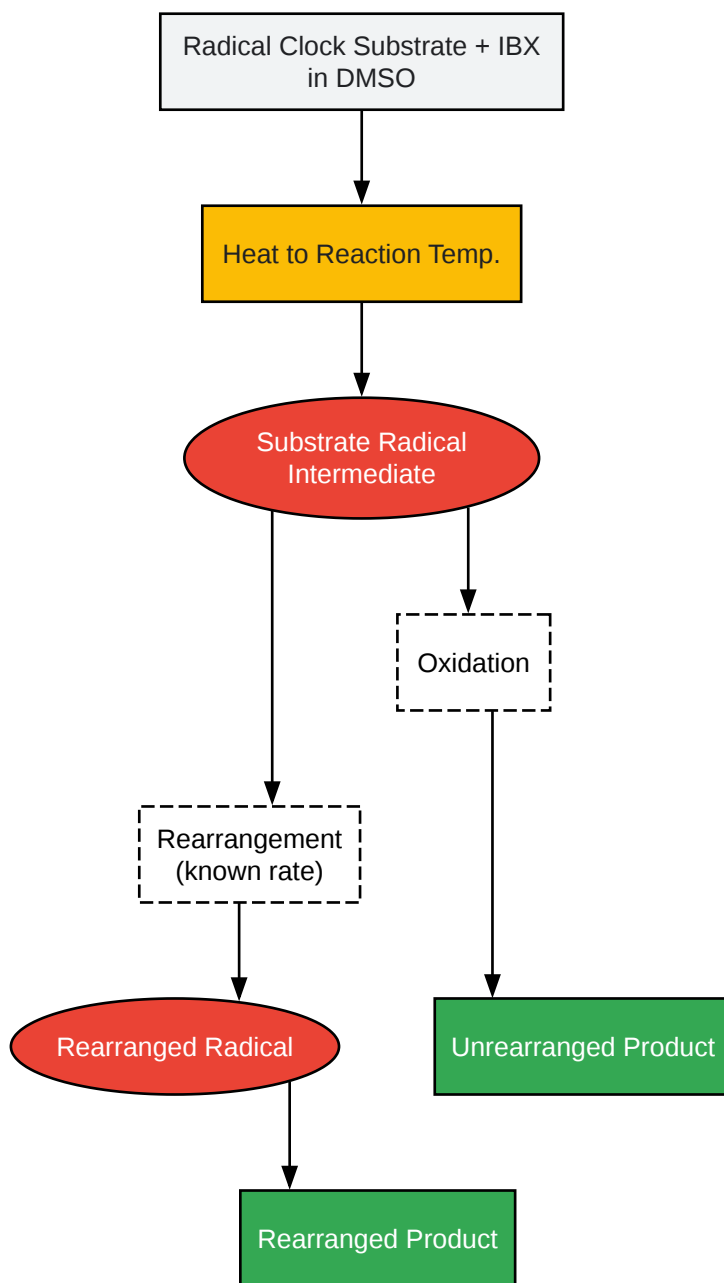 Radical Clock Substrate + IBX
in DMSO
Heat to Reaction Temp.
Substrate Radical
Intermediate
Oxidation
Rearrangement
(known rate)
Rearranged Radical
Unrearranged Product
Rearranged Product